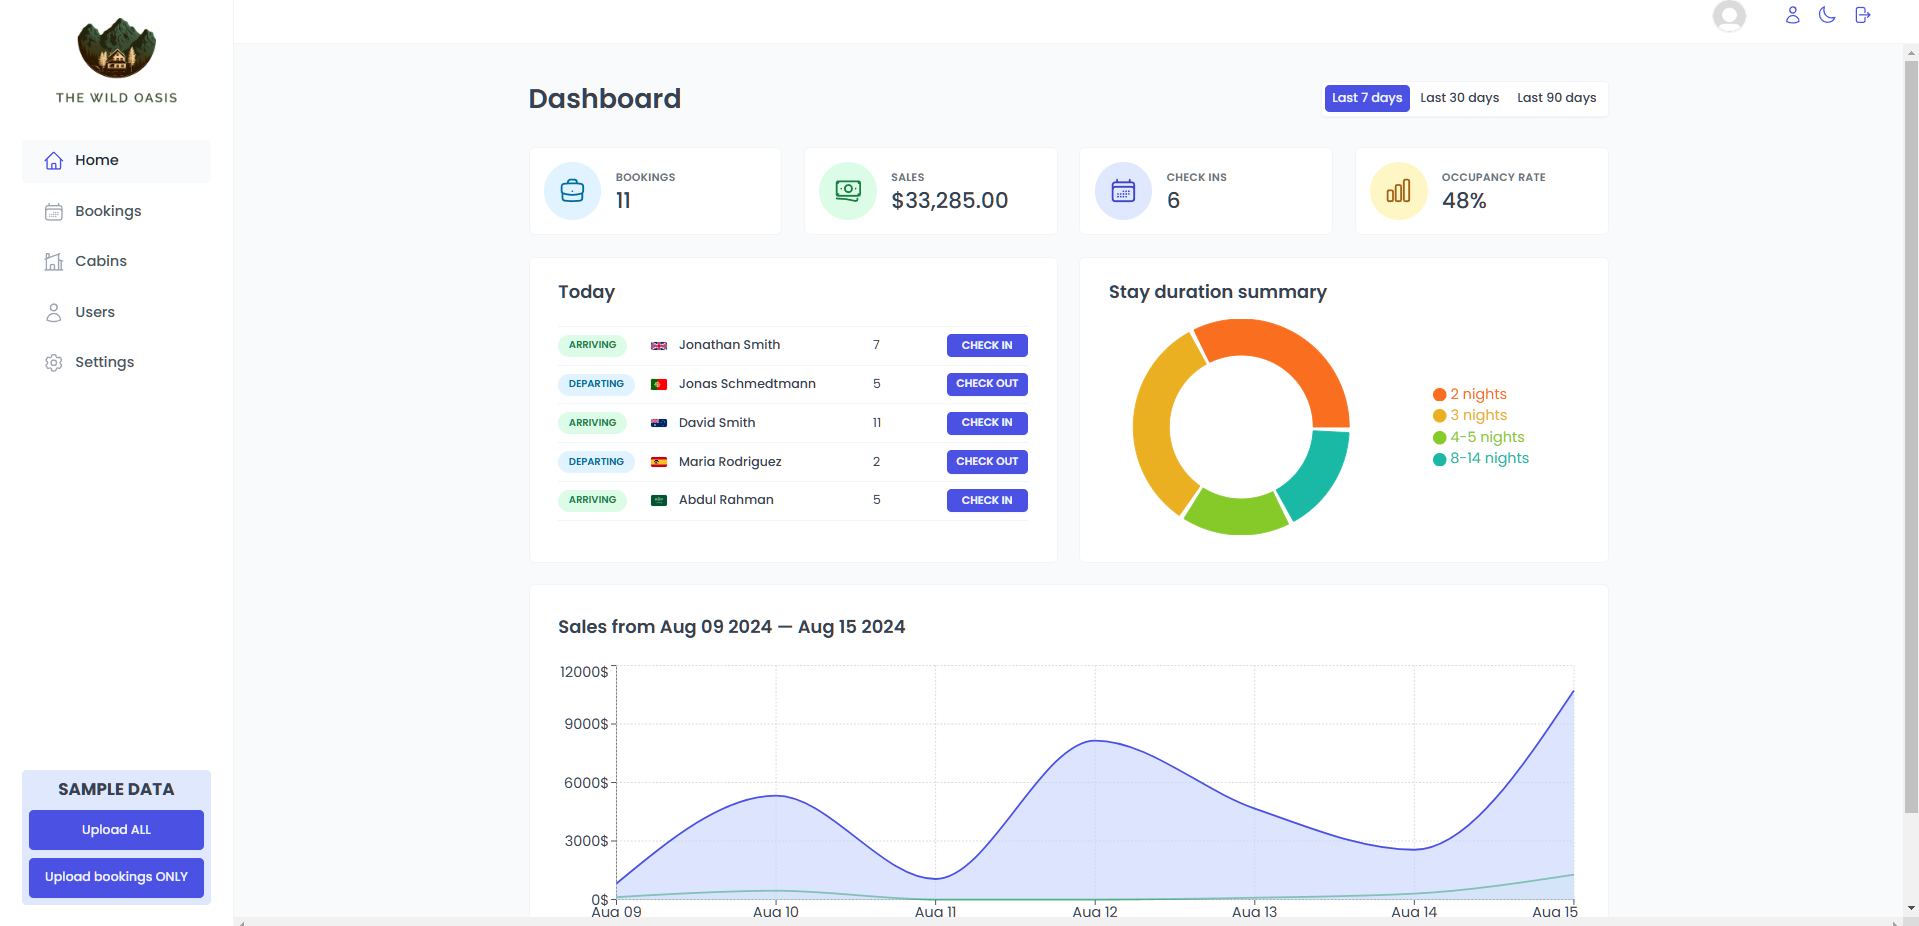 THE WILD OASIS
Home
Bookings
Cabins
Users
Settings
SAMPLE DATA
Upload ALL
Upload bookings ONLY
Dashboard
Last 7 days Last 30 days Last 90 days
BOOKINGS
11
SALES
$33,285.00
CHECK INS
6
OCCUPANCY RATE
48%
Today
ARRIVING Jonathan Smith 7 CHECK IN
DEPARTING Jonas Schmedtmann 5 CHECK OUT
ARRIVING David Smith 11 CHECK IN
DEPARTING Maria Rodriguez 2 CHECK OUT
ARRIVING Abdul Rahman 5 CHECK IN
Stay duration summary
2 nights
3 nights
4-5 nights
8-14 nights
Sales from Aug 09 2024 — Aug 15 2024
12000$
9000$
6000$
3000$
0$
Aug 09 Aug 10 Aug 11 Aug 12 Aug 13 Aug 14 Aug 15